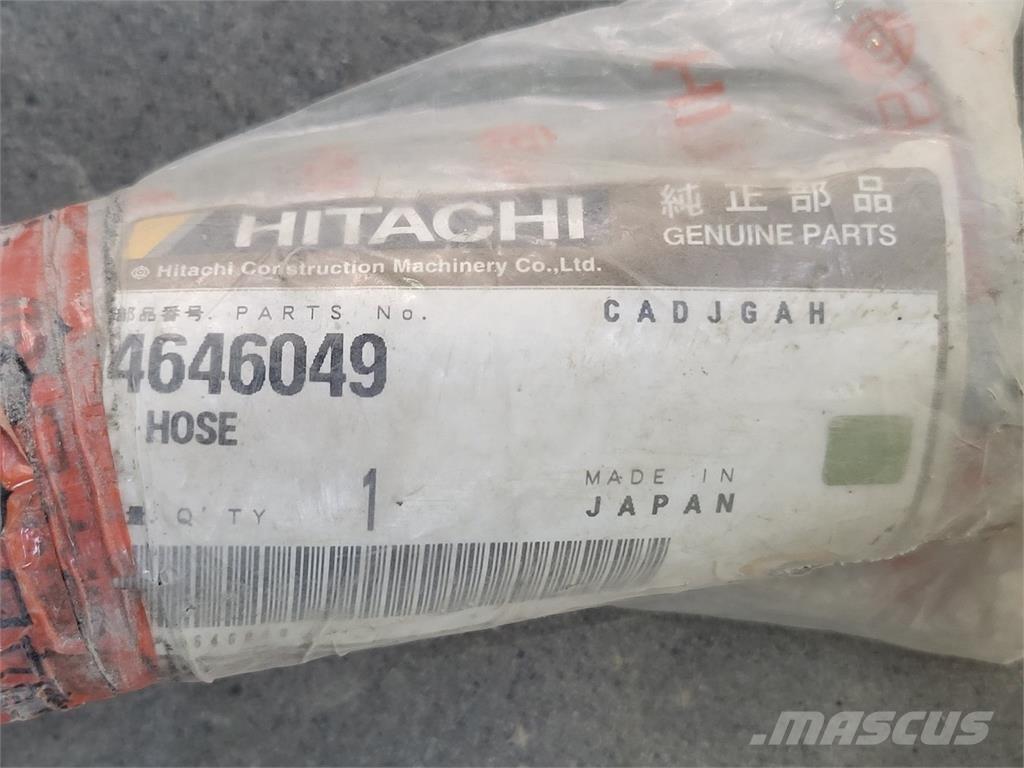 HITACHI
純正部品
GENUINE PARTS
Hitachi Construction Machinery Co.,Ltd.
部品番号. PARTS No.
CADJGAH
4646049
HOSE
Q'TY 1
MADE IN
JAPAN
MASCUS